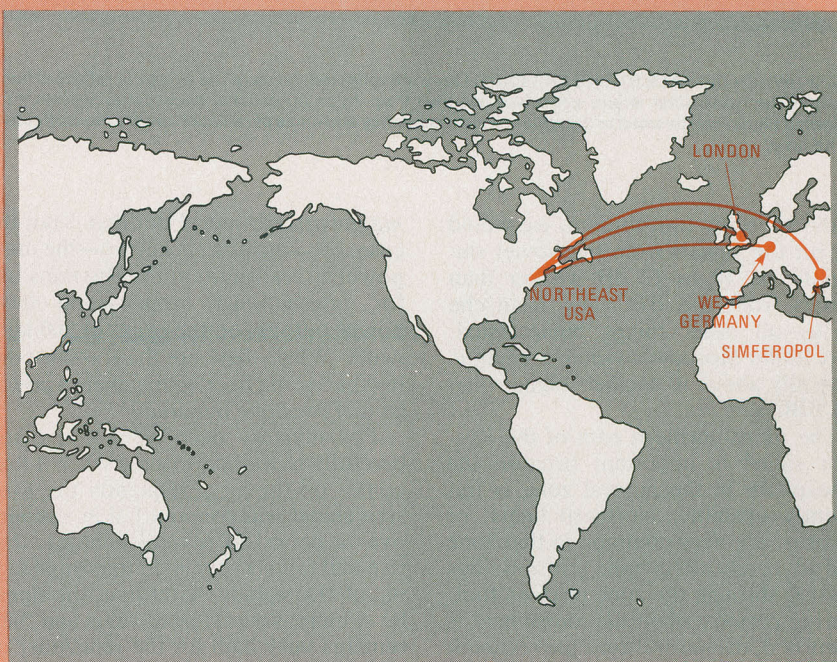 LONDON
NORTHEAST
USA
WEST
GERMANY
SIMFEROPOL